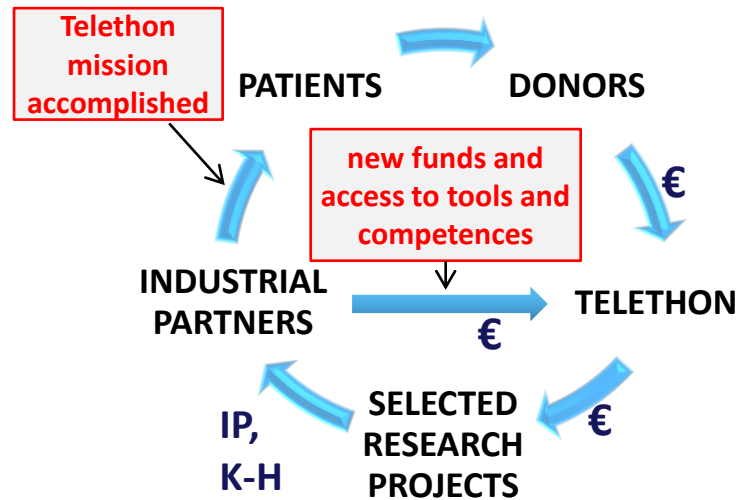 Telethon
mission
accomplished
PATIENTS
DONORS
€
new funds and
access to tools and
competences
INDUSTRIAL
PARTNERS
€
TELETHON
€
SELECTED
RESEARCH
PROJECTS
IP,
K-H